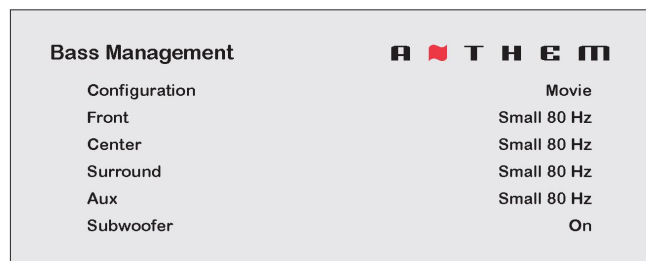 Bass Management A N T H E M
Configuration Movie
Front Small 80 Hz
Center Small 80 Hz
Surround Small 80 Hz
Aux Small 80 Hz
Subwoofer On